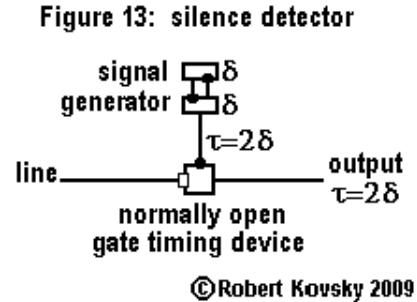 Figure 13: silence detector
signal δ
generator δ
τ=2δ
line output
τ=2δ
normally open
gate timing device
©Robert Kovsky 2009